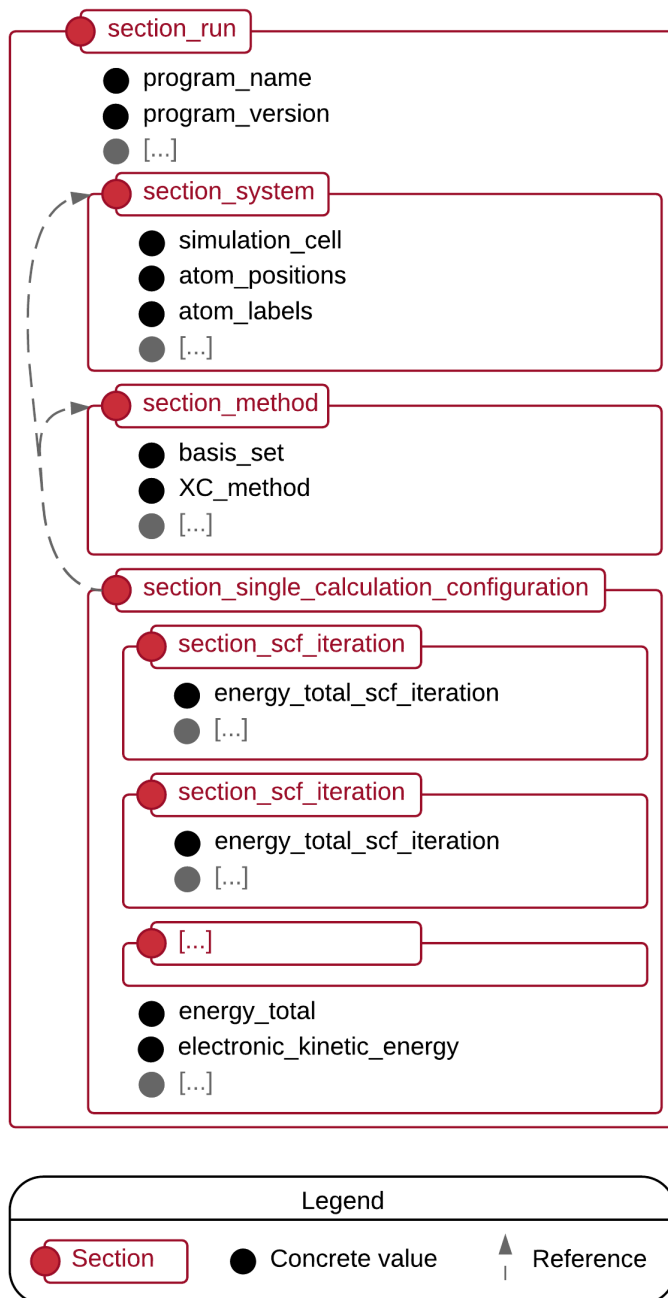 section_run
program_name
program_version
[...]
section_system
simulation_cell
atom_positions
atom_labels
[...]
section_method
basis_set
XC_method
[...]
section_single_calculation_configuration
section_scf_iteration
energy_total_scf_iteration
[...]
section_scf_iteration
energy_total_scf_iteration
[...]
[...]
energy_total
electronic_kinetic_energy
[...]
Legend
Section Concrete value Reference